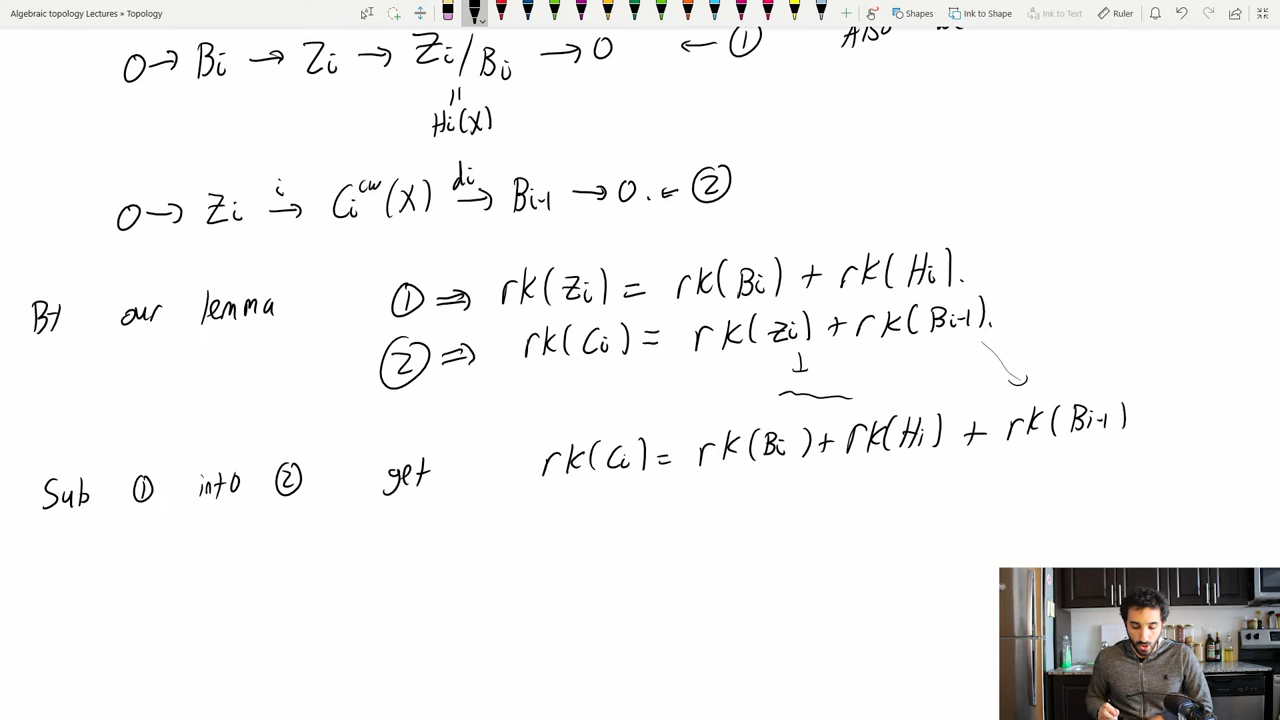 Algebraic topology Lectures » Topology
Shapes Ink to Shape Ink to Text Ruler
0 → Bi → Zi → Zi/Bi → 0 ← ①
Also
Hi(X)
0 → Zi →^i Ci^cw(X) →^di Bi-1 → 0. ← ②
By our lemma ① ⇒ rk(Zi) = rk(Bi) + rk(Hi).
② ⇒ rk(Ci) = rk(Zi) + rk(Bi-1).
Sub ① into ② get rk(Ci) = rk(Bi) + rk(Hi) + rk(Bi-1)